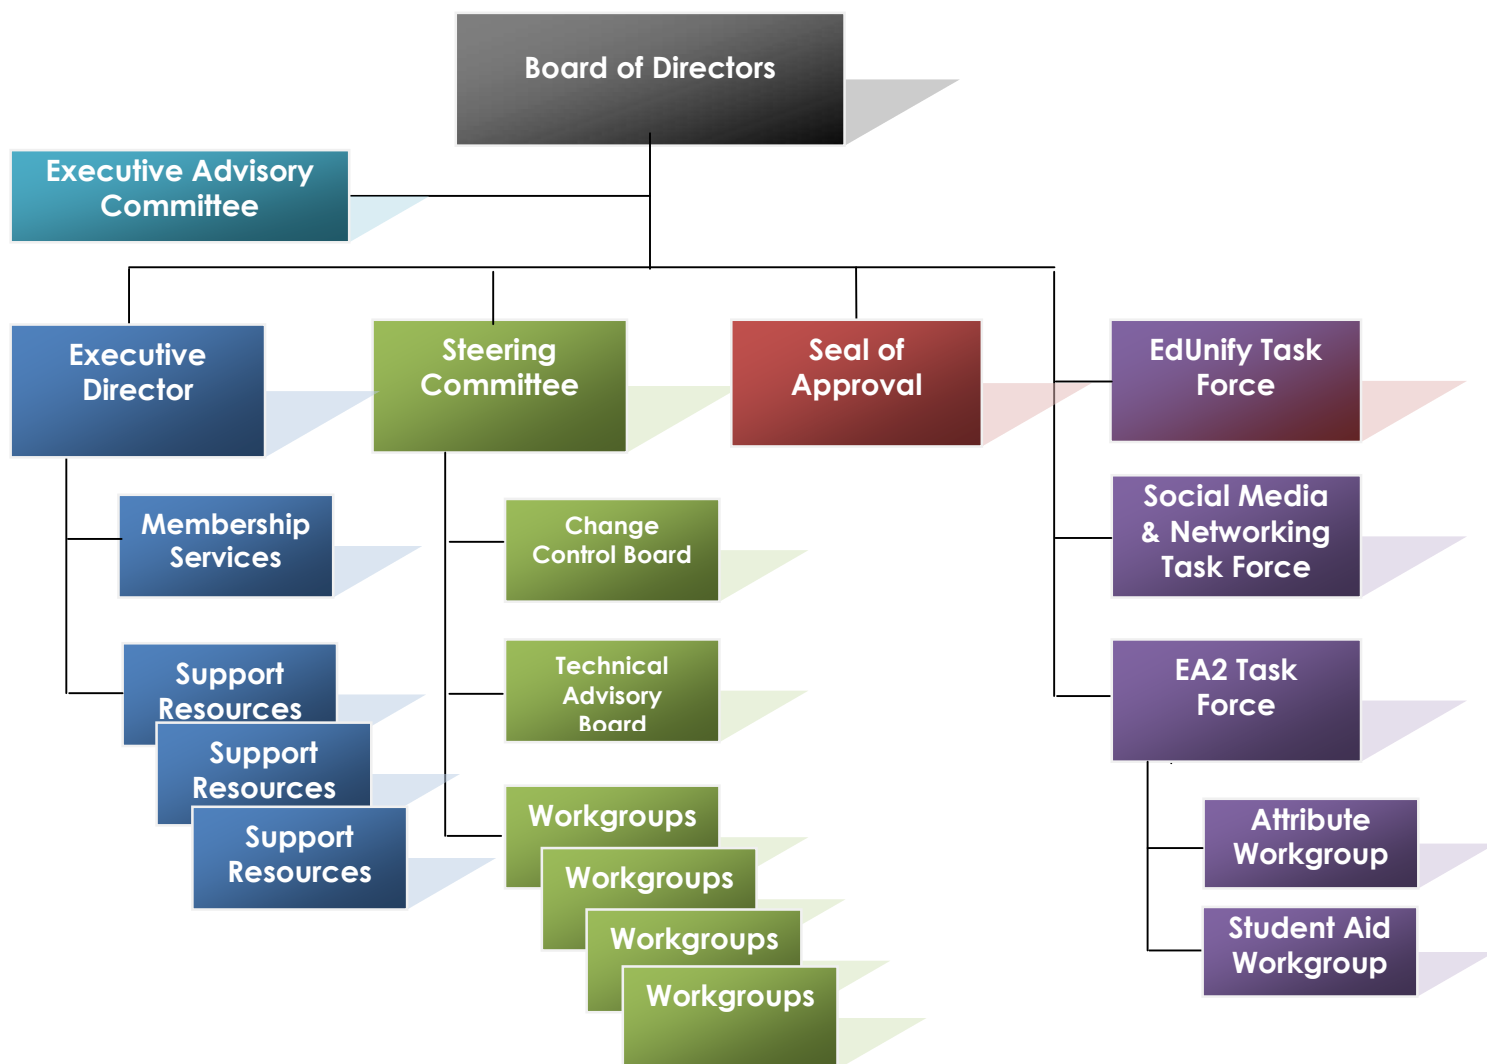 Board of Directors
Executive Advisory
Committee
Executive
Director
Steering
Committee
Seal of
Approval
EdUnify Task
Force
Membership
Services
Change
Control Board
Social Media
& Networking
Task Force
Support
Resources
Support
Resources
Support
Resources
Technical
Advisory
Board
EA2 Task
Force
Workgroups
Workgroups
Workgroups
Workgroups
Attribute
Workgroup
Student Aid
Workgroup